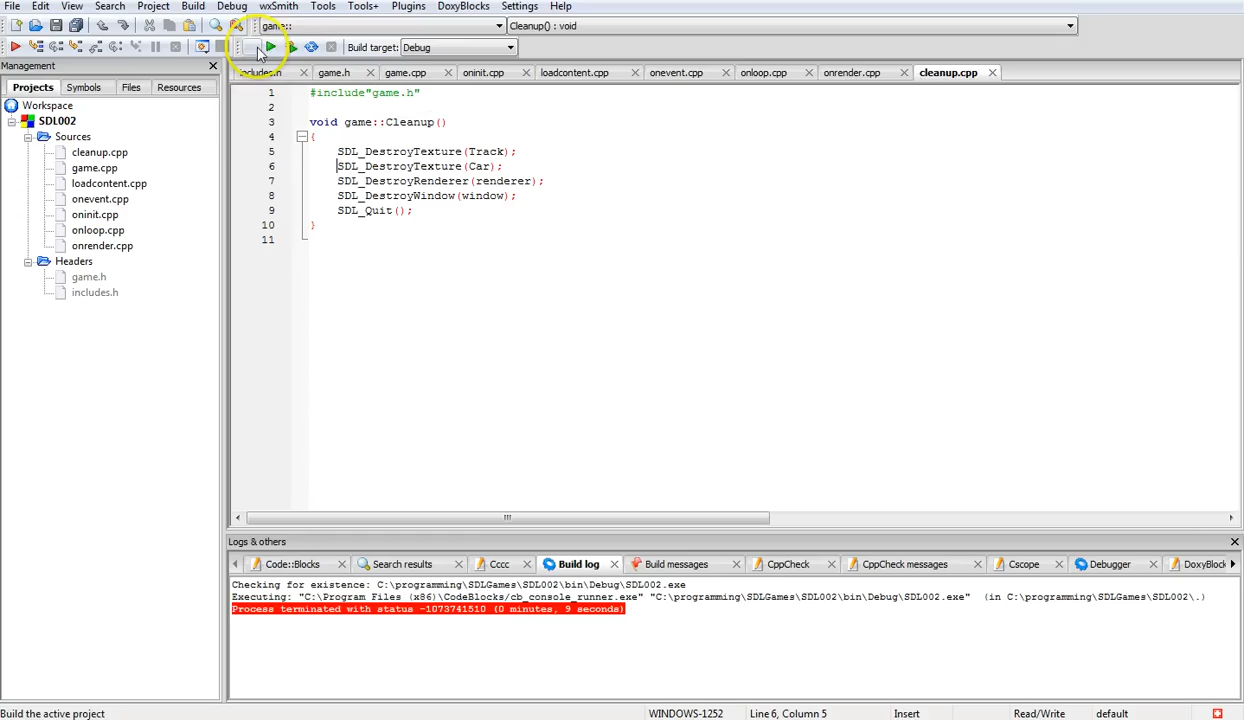 File Edit View Search Project Build Debug wxSmith Tools Tools+ Plugins DoxyBlocks Settings Help
game:: Cleanup() : void
Build target: Debug
Management
Projects Symbols Files Resources
Workspace
SDL002
Sources
cleanup.cpp
game.cpp
loadcontent.cpp
onevent.cpp
oninit.cpp
onloop.cpp
onrender.cpp
Headers
game.h
includes.h
includes.h game.h game.cpp oninit.cpp loadcontent.cpp onevent.cpp onloop.cpp onrender.cpp cleanup.cpp
1 #include"game.h"
2
3 void game::Cleanup()
4 {
5 SDL_DestroyTexture(Track);
6 SDL_DestroyTexture(Car);
7 SDL_DestroyRenderer(renderer);
8 SDL_DestroyWindow(window);
9 SDL_Quit();
10 }
11
Logs & others
Code::Blocks Search results Cccc Build log Build messages CppCheck CppCheck messages Cscope Debugger DoxyBlock
Checking for existence: C:\programming\SDLGames\SDL002\bin\Debug\SDL002.exe
Executing: "C:\Program Files (x86)\CodeBlocks/cb_console_runner.exe" "C:\programming\SDLGames\SDL002\bin\Debug\SDL002.exe" (in C:\programming\SDLGames\SDL002\.)
Process terminated with status -1073741510 (0 minutes, 9 seconds)
Build the active project WINDOWS-1252 Line 6, Column 5 Insert Read/Write default